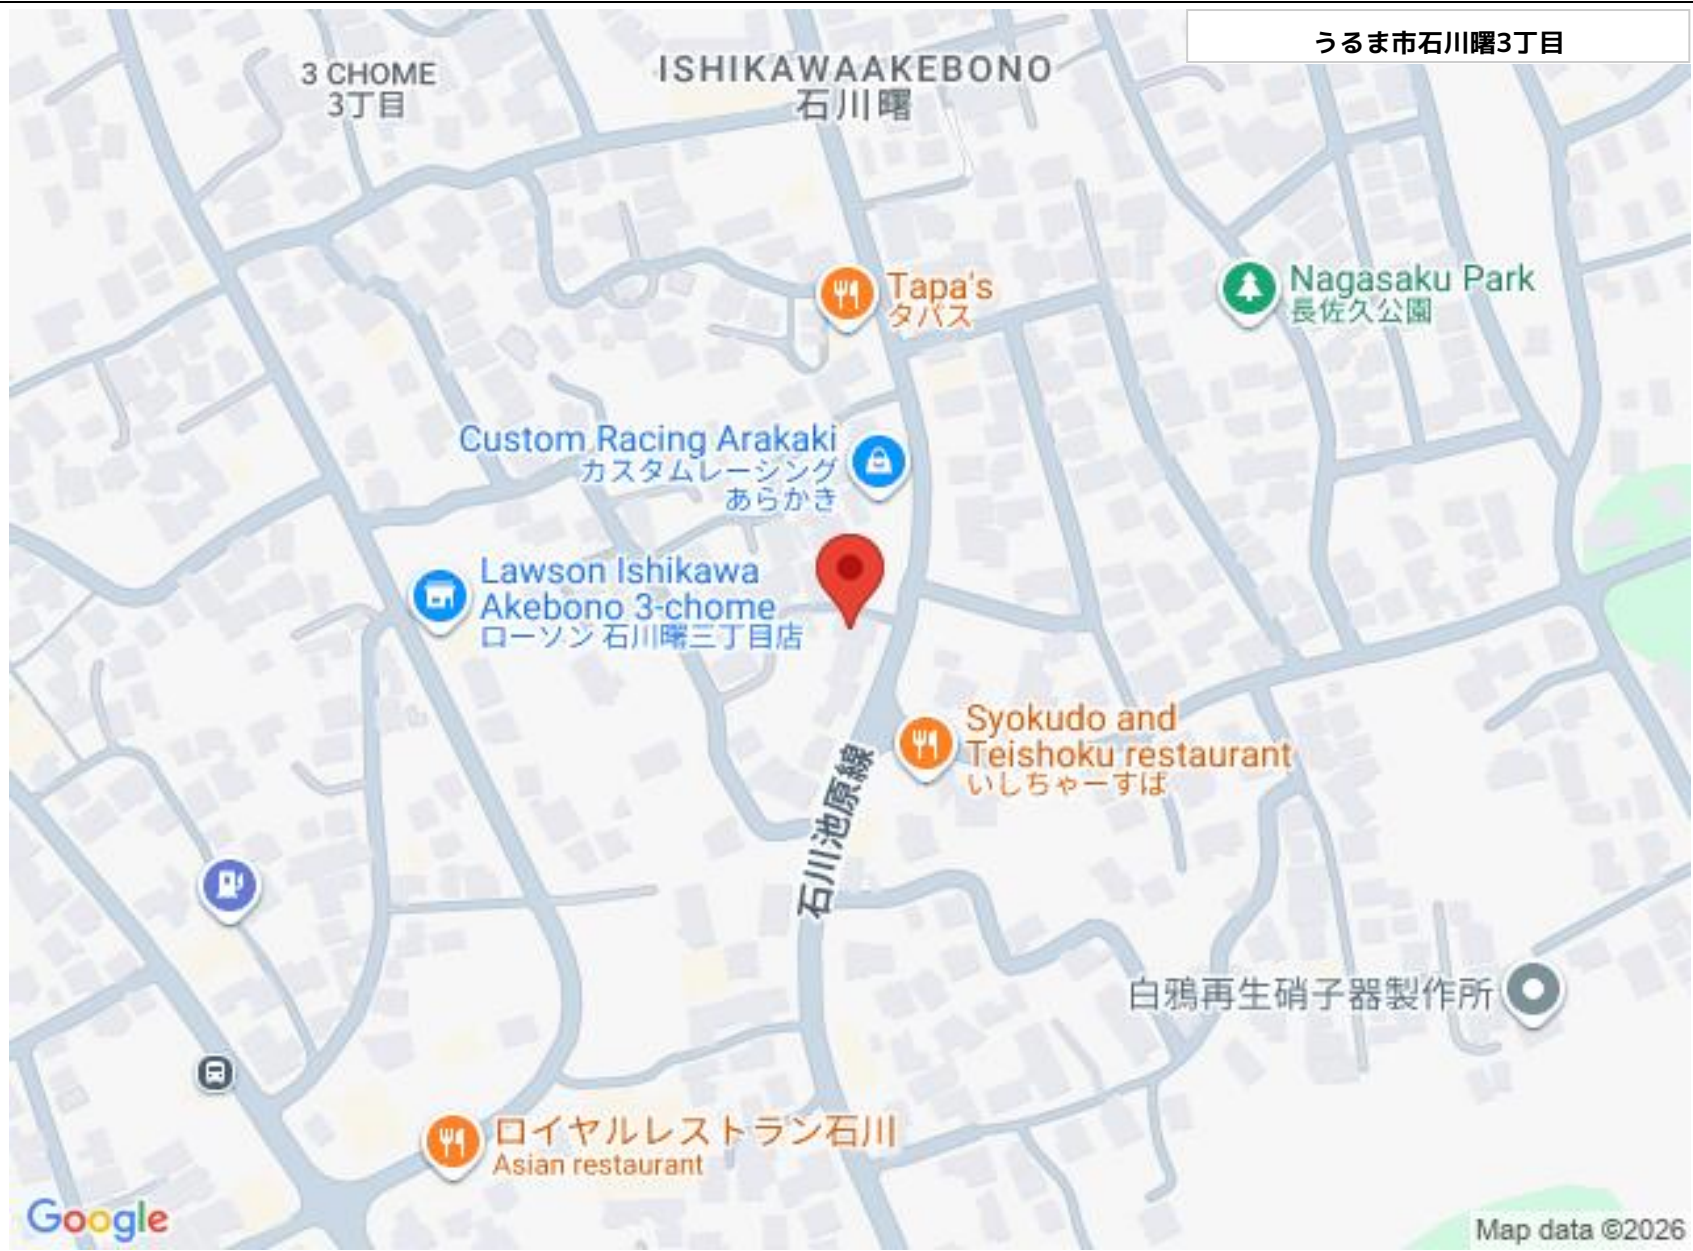 うるま市石川曙3丁目
3 CHOME
3丁目
ISHIKAWAAKEBONO
石川曙
Tapa's
タパス
Nagasaku Park
長佐久公園
Custom Racing Arakaki
カスタムレーシング
あらかき
Lawson Ishikawa
Akebono 3-chome
ローソン 石川曙三丁目店
Syokudo and
Teishoku restaurant
いしちゃーすば
石川池原線
白鴉再生硝子器製作所
ロイヤルレストラン石川
Asian restaurant
Google
Map data ©2026